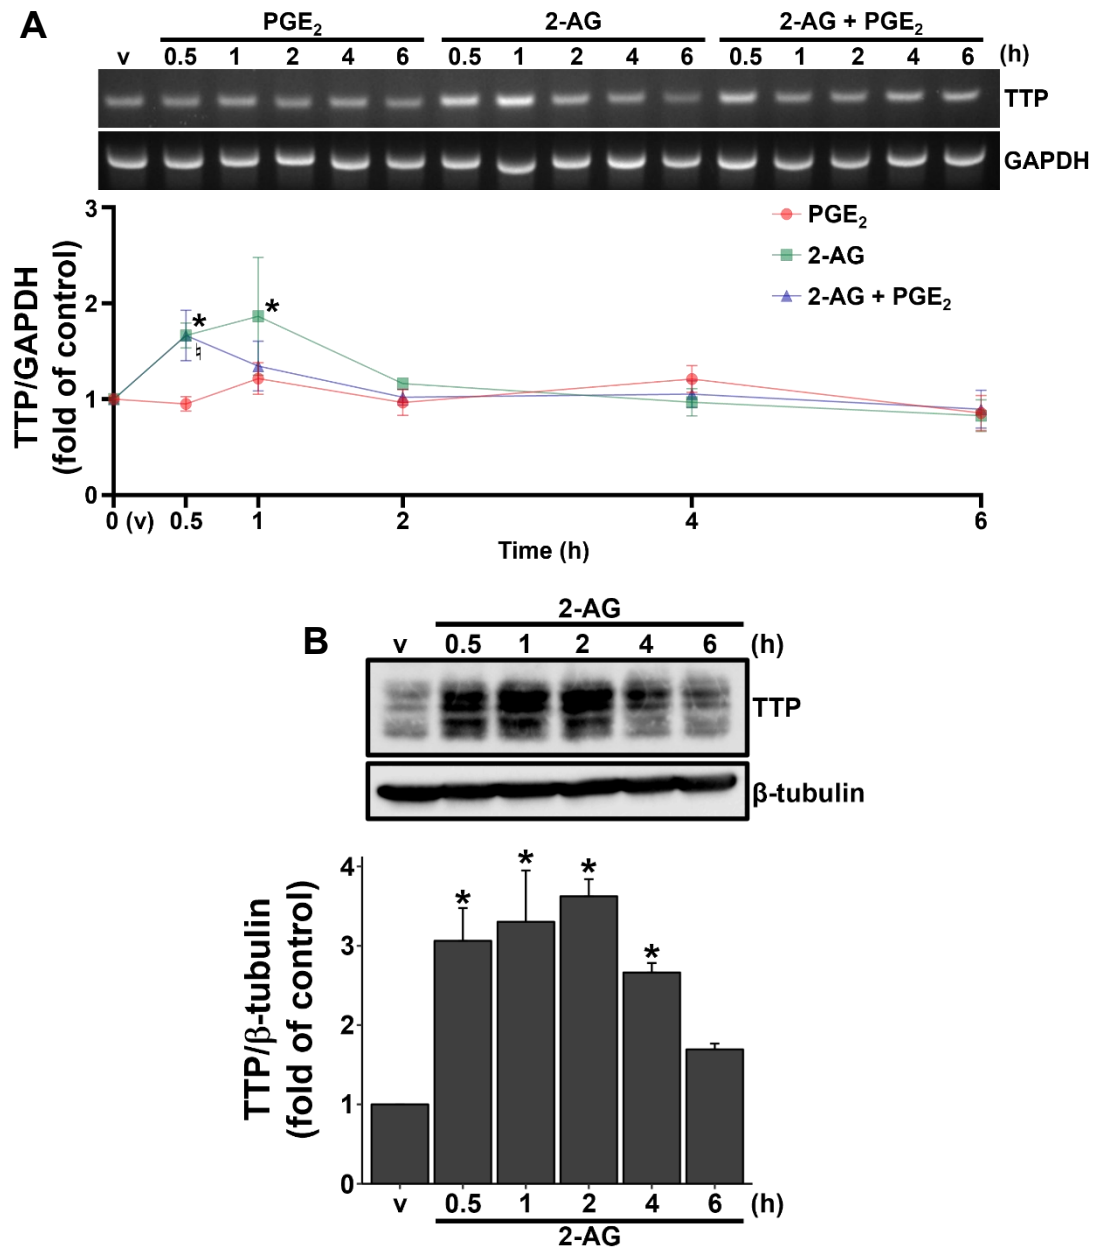 A
PGE₂ 2-AG 2-AG + PGE₂
v 0.5 1 2 4 6 0.5 1 2 4 6 0.5 1 2 4 6 (h)
TTP
GAPDH
TTP/GAPDH
(fold of control)
3
2
1
0
PGE₂
2-AG
2-AG + PGE₂
*
*
♮
0 (v) 0.5 1 2 4 6
Time (h)
B
2-AG
v 0.5 1 2 4 6 (h)
TTP
β-tubulin
TTP/β-tubulin
(fold of control)
4
3
2
1
0
* * * *
v 0.5 1 2 4 6 (h)
2-AG